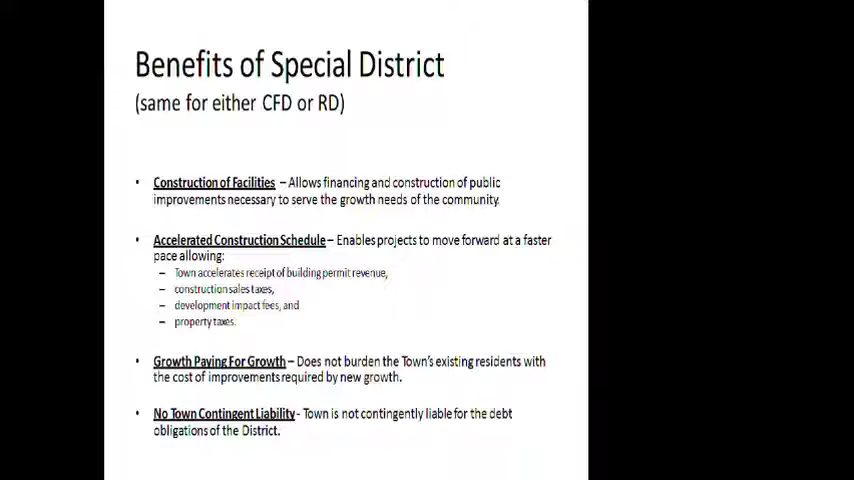 Benefits of Special District
(same for either CFD or RD)
• Construction of Facilities – Allows financing and construction of public
improvements necessary to serve the growth needs of the community.
• Accelerated Construction Schedule – Enables projects to move forward at a faster
pace allowing:
– Town accelerates receipt of building permit revenue,
– construction sales taxes,
– development impact fees, and
– property taxes.
• Growth Paying For Growth – Does not burden the Town's existing residents with
the cost of improvements required by new growth.
• No Town Contingent Liability - Town is not contingently liable for the debt
obligations of the District.